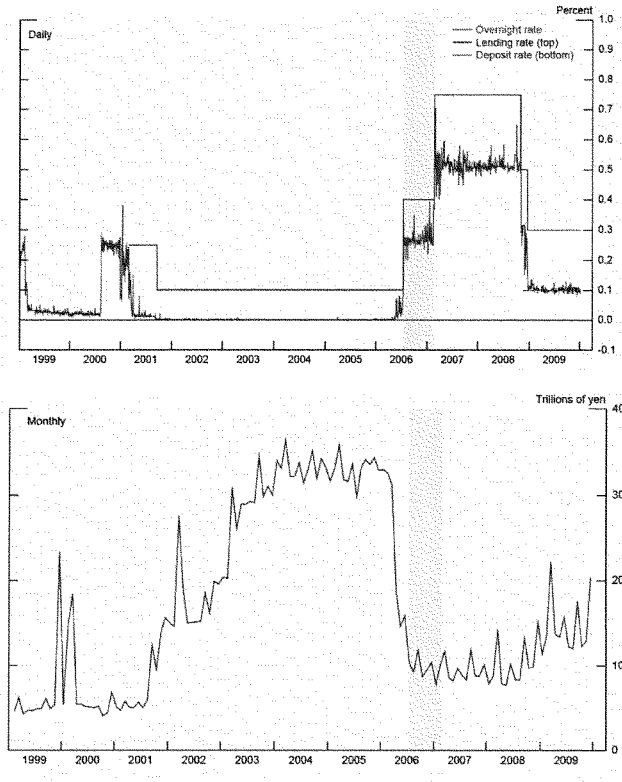 Percent
Daily
Overnight rate
Lending rate (top)
Deposit rate (bottom)
1.0
0.9
0.8
0.7
0.6
0.5
0.4
0.3
0.2
0.1
0.0
-0.1
1999 2000 2001 2002 2003 2004 2005 2006 2007 2008 2009
Trillions of yen
Monthly
40
30
20
10
0
1999 2000 2001 2002 2003 2004 2005 2006 2007 2008 2009